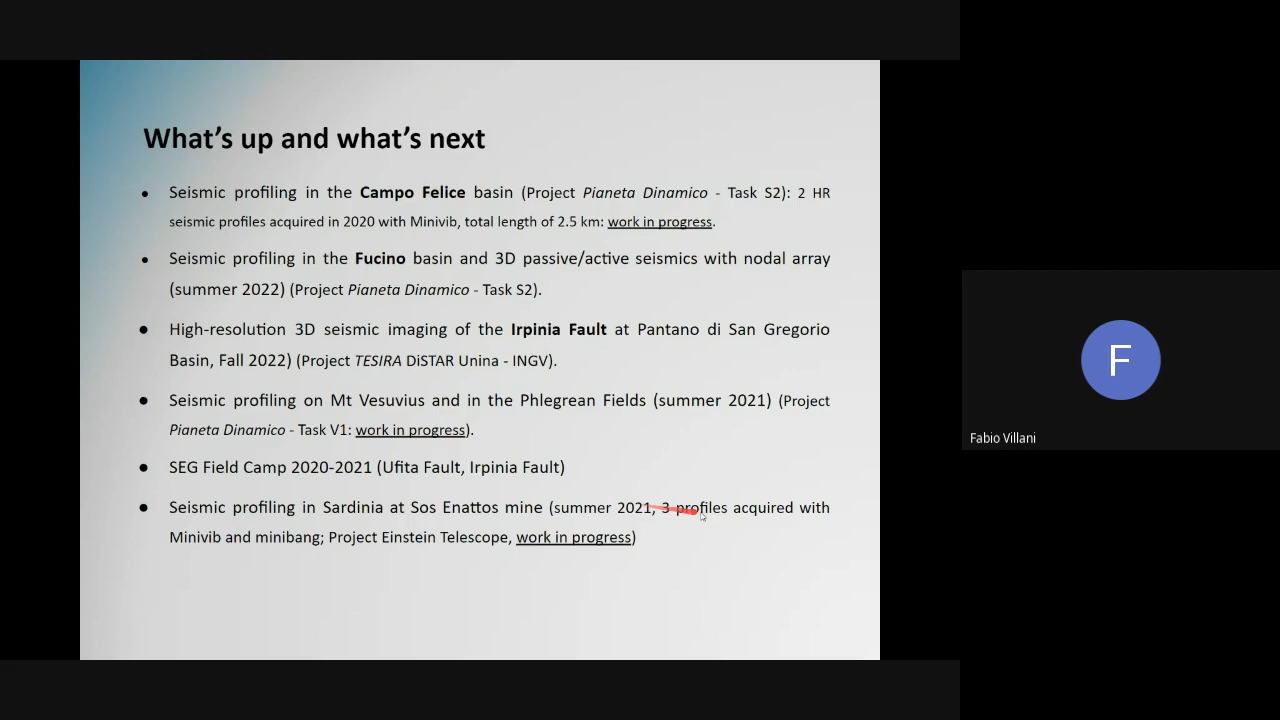 What's up and what's next
• Seismic profiling in the Campo Felice basin (Project Pianeta Dinamico - Task S2): 2 HR
seismic profiles acquired in 2020 with Minivib, total length of 2.5 km: work in progress.
• Seismic profiling in the Fucino basin and 3D passive/active seismics with nodal array
(summer 2022) (Project Pianeta Dinamico - Task S2).
• High-resolution 3D seismic imaging of the Irpinia Fault at Pantano di San Gregorio
Basin, Fall 2022) (Project TESIRA DiSTAR Unina - INGV).
• Seismic profiling on Mt Vesuvius and in the Phlegrean Fields (summer 2021) (Project
Pianeta Dinamico - Task V1: work in progress).
• SEG Field Camp 2020-2021 (Ufita Fault, Irpinia Fault)
• Seismic profiling in Sardinia at Sos Enattos mine (summer 2021, 3 profiles acquired with
Minivib and minibang; Project Einstein Telescope, work in progress)
F
Fabio Villani